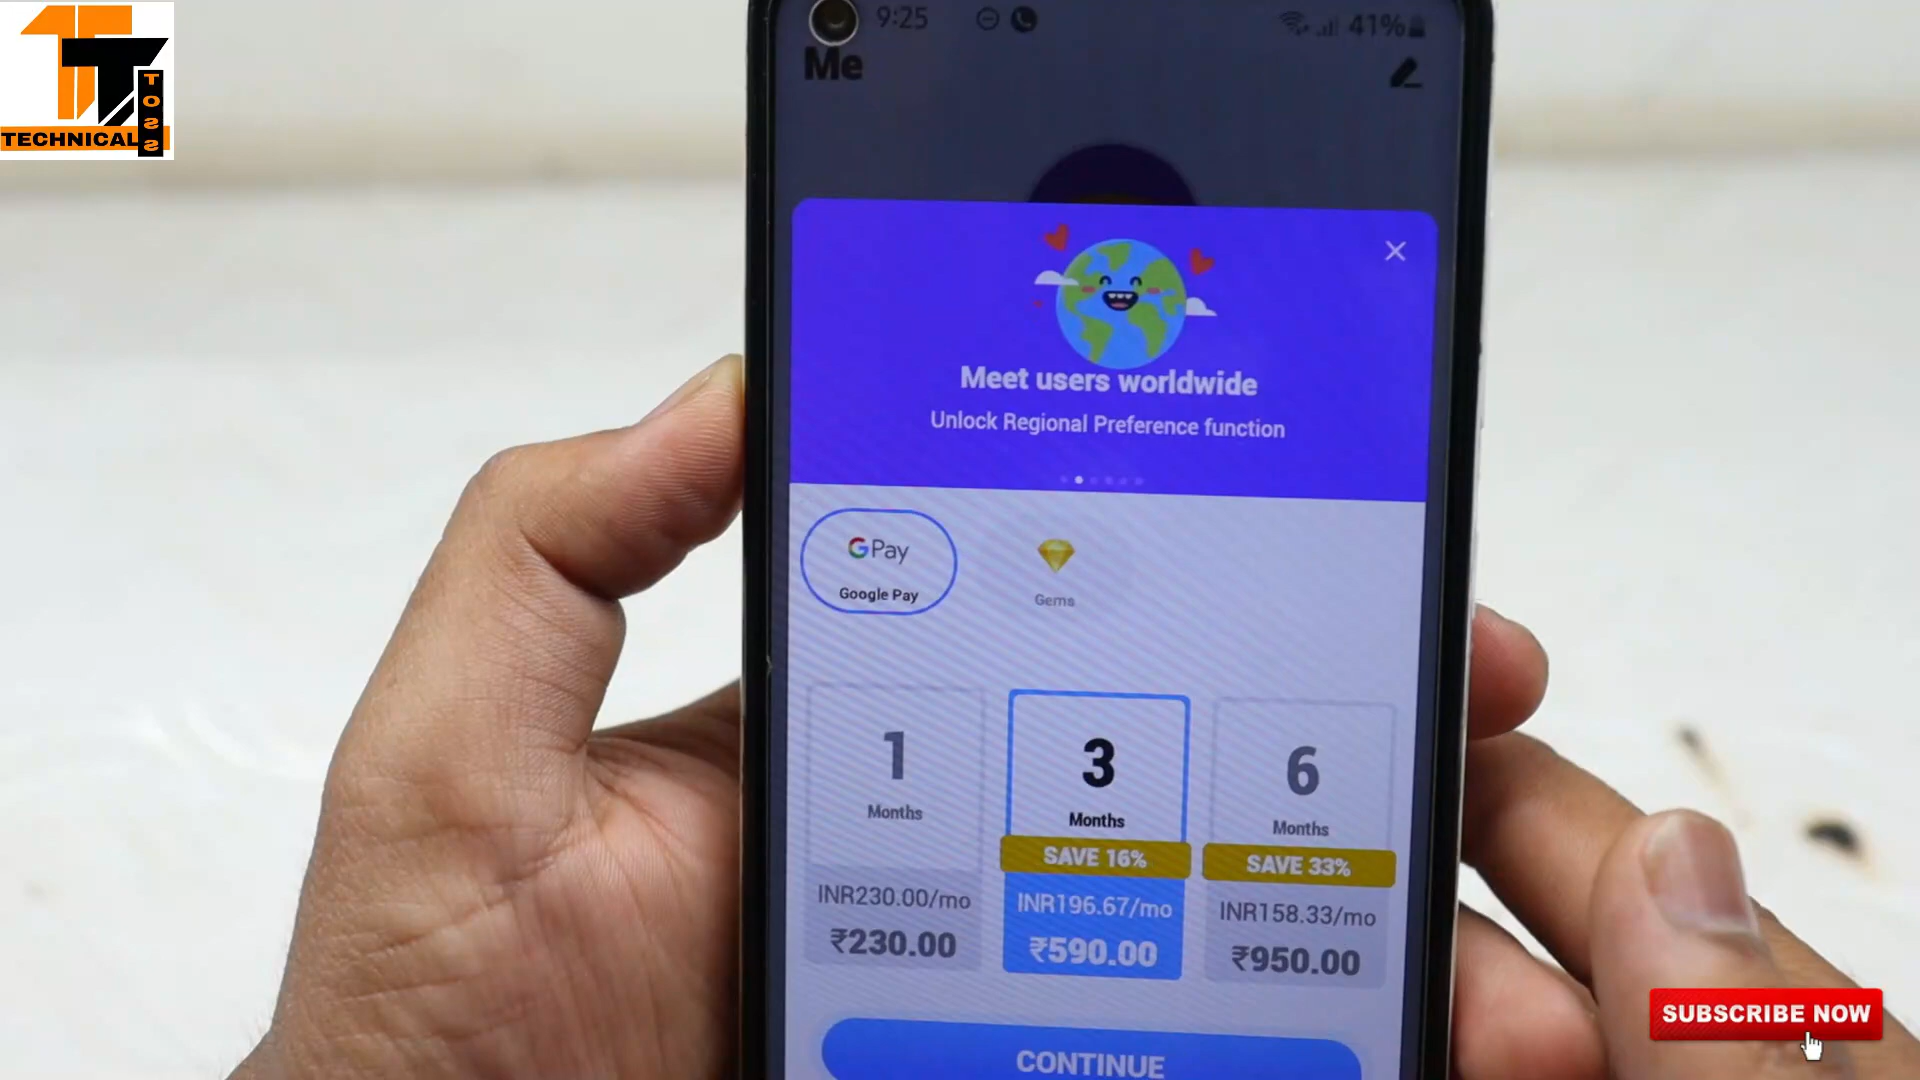 TECHNICAL
TOSS
9:25
41%
Me
Meet users worldwide
Unlock Regional Preference function
G Pay
Google Pay
Gems
1
Months
INR230.00/mo
₹230.00
3
Months
SAVE 16%
INR196.67/mo
₹590.00
6
Months
SAVE 33%
INR158.33/mo
₹950.00
CONTINUE
SUBSCRIBE NOW